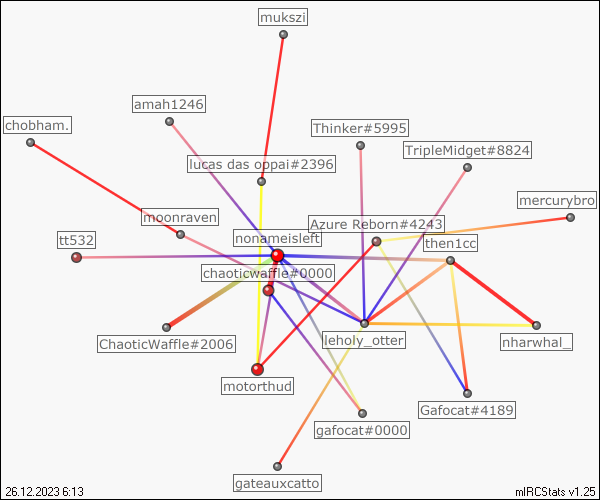 mukszi
amah1246
chobham.
Thinker#5995
TripleMidget#8824
lucas das oppai#2396
mercurybro
moonraven
Azure Reborn#4243
tt532
nonameisleft
then1cc
chaoticwaffle#0000
ChaoticWaffle#2006
leholy_otter
nharwhal_
motorthud
Gafocat#4189
gafocat#0000
gateauxcatto
26.12.2023 6:13
mIRCStats v1.25